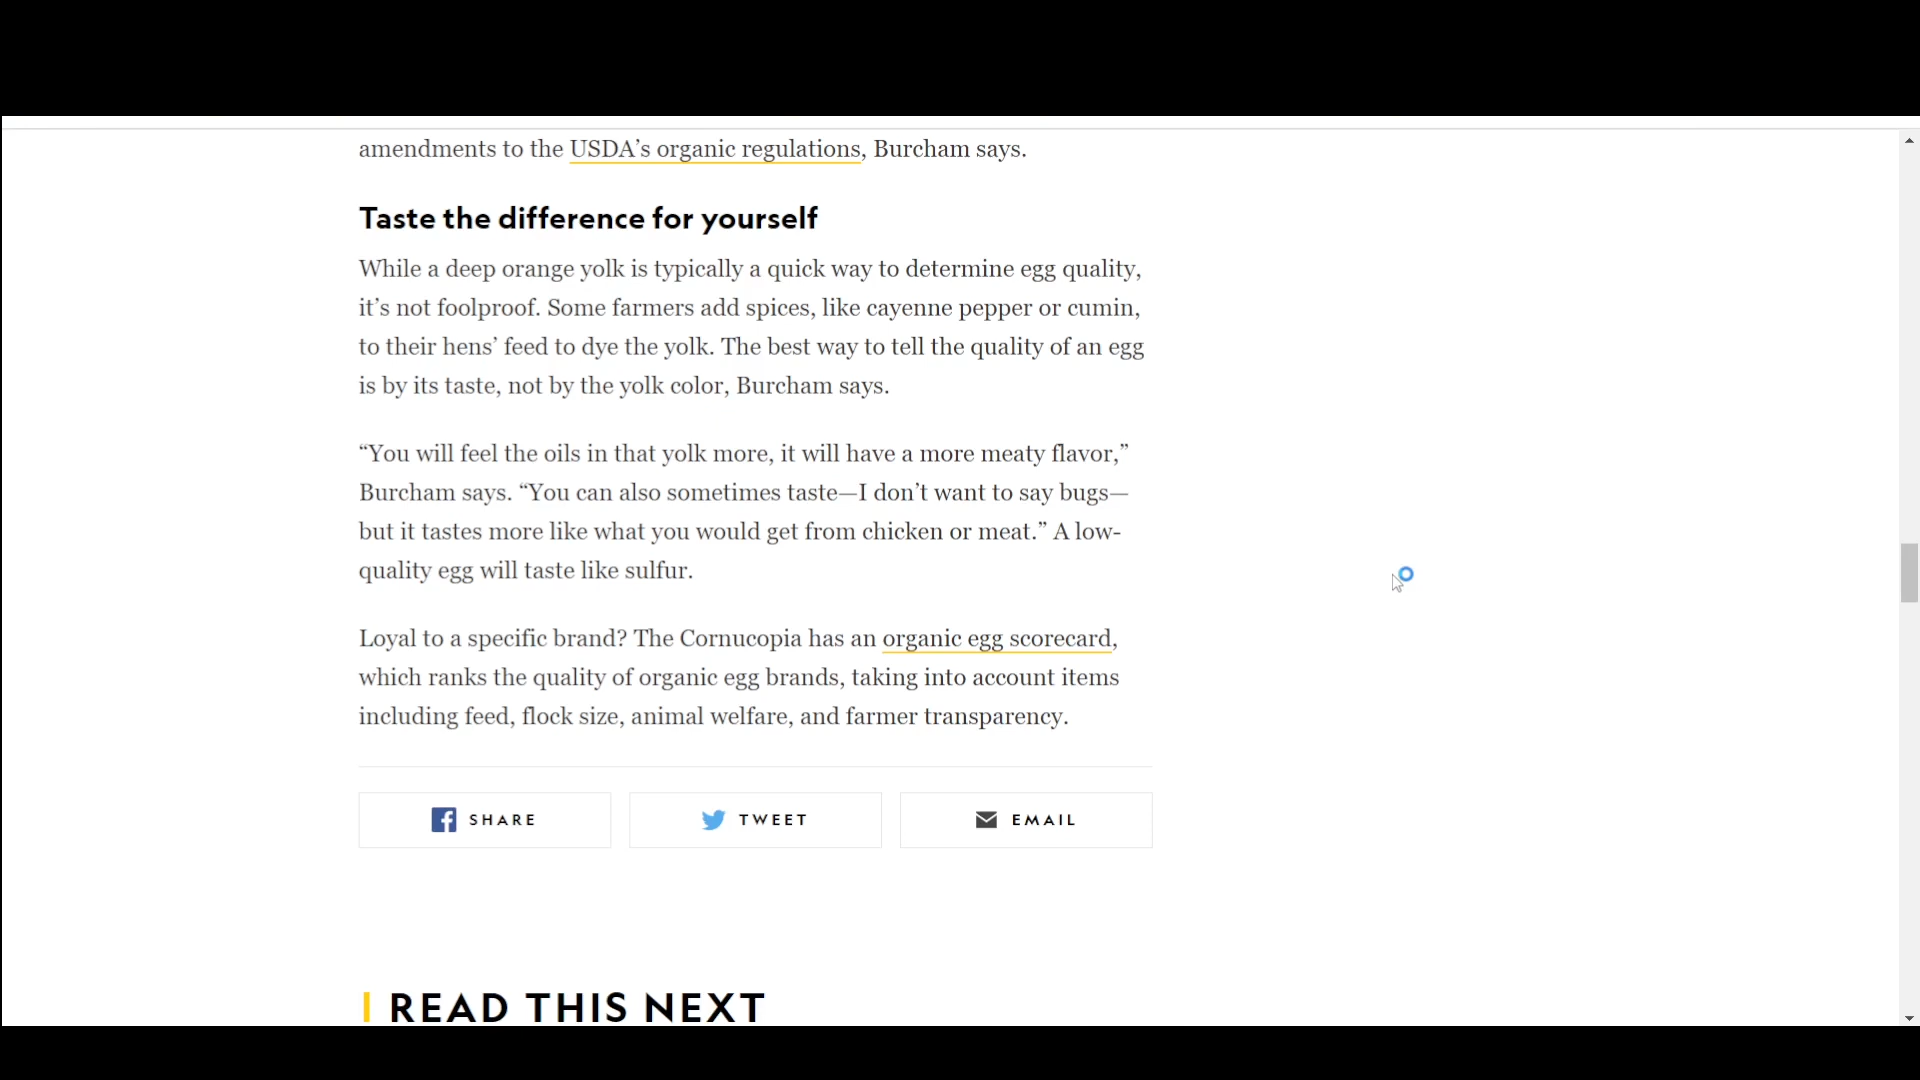 amendments to the USDA’s organic regulations, Burcham says.
Taste the difference for yourself
While a deep orange yolk is typically a quick way to determine egg quality,
it’s not foolproof. Some farmers add spices, like cayenne pepper or cumin,
to their hens’ feed to dye the yolk. The best way to tell the quality of an egg
is by its taste, not by the yolk color, Burcham says.
“You will feel the oils in that yolk more, it will have a more meaty flavor,”
Burcham says. “You can also sometimes taste—I don’t want to say bugs—
but it tastes more like what you would get from chicken or meat.” A low-
quality egg will taste like sulfur.
Loyal to a specific brand? The Cornucopia has an organic egg scorecard,
which ranks the quality of organic egg brands, taking into account items
including feed, flock size, animal welfare, and farmer transparency.
SHARE TWEET EMAIL
READ THIS NEXT